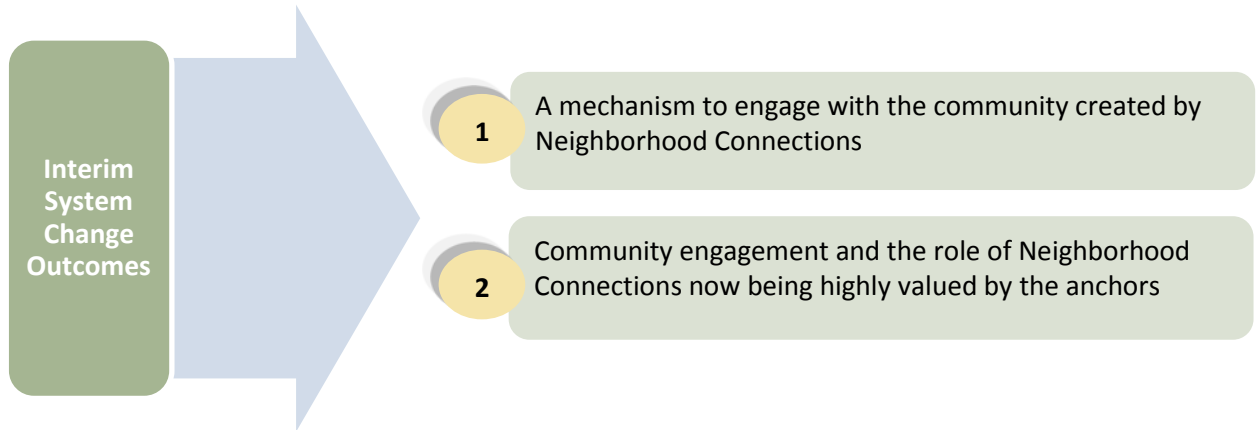 Interim
System
Change
Outcomes
1
A mechanism to engage with the community created by
Neighborhood Connections
2
Community engagement and the role of Neighborhood
Connections now being highly valued by the anchors